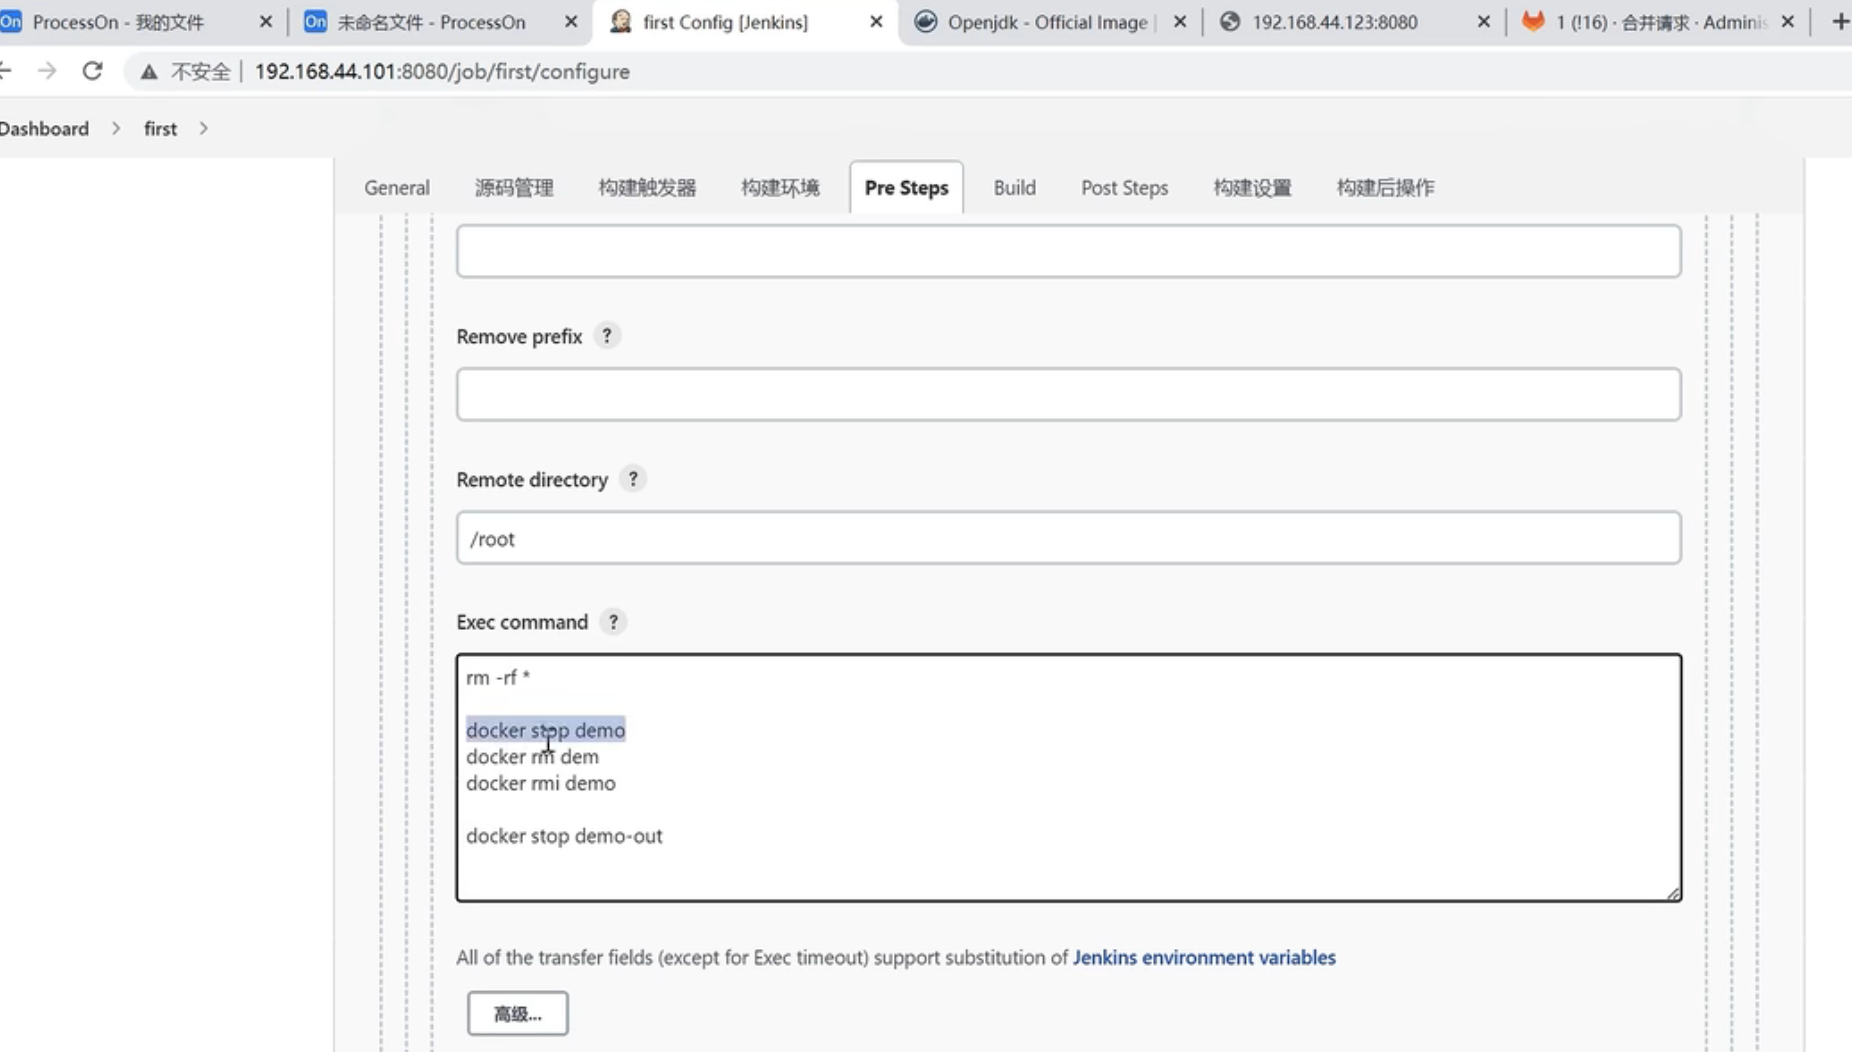 On ProcessOn - 我的文件
On 未命名文件 - ProcessOn
first Config [Jenkins]
Openjdk - Official Image
192.168.44.123:8080
1 (!16) · 合并请求 · Adminis
不安全 192.168.44.101:8080/job/first/configure
Dashboard first
General 源码管理 构建触发器 构建环境 Pre Steps Build Post Steps 构建设置 构建后操作
Remove prefix ?
Remote directory ?
/root
Exec command ?
rm -rf *
docker stop demo
docker rm dem
docker rmi demo
docker stop demo-out
All of the transfer fields (except for Exec timeout) support substitution of Jenkins environment variables
高级...